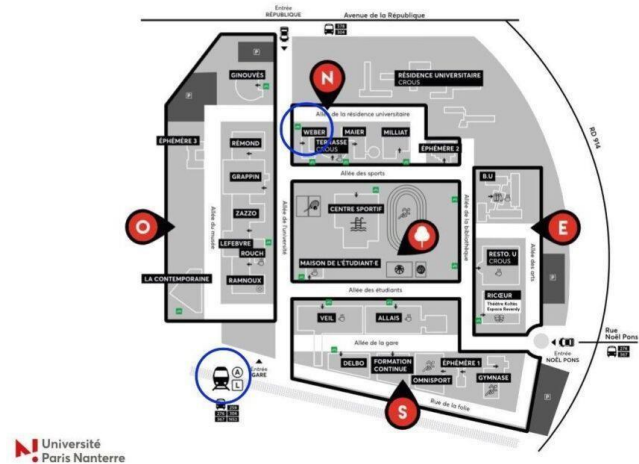 Entrée
RÉPUBLIQUE
Avenue de la République
GINOUVÈS
P
P
N
RÉSIDENCE UNIVERSITAIRE
CROUS
Allée de la résidence universitaire
WEBER
MAIER
MILLIAT
TERRASSE
CROUS
ÉPHÉMÈRE 3
RÉMOND
ÉPHÉMÈRE 2
RD 914
GRAPPIN
Allée des sports
B.U
ZAZZO
CENTRE SPORTIF
O
E
Allée du musée
Allée de l'université
Allée de la bibliothèque
Allée des arts
LEFEBVRE
ROUCH
RESTO. U
CROUS
MAISON DE L'ÉTUDIANT·E
LA CONTEMPORAINE
RAMNOUX
P
Allée des étudiants
RICŒUR
Théâtre Koltès
Espace Reverdy
VEIL
ALLAIS
Rue
Noël Pons
Allée de la gare
Entrée
NOËL PONS
276
367
DELBO
FORMATION
CONTINUE
ÉPHÉMÈRE 1
OMNISPORT
GYMNASE
A
L
Entrée
GARE
P
S
Rue de la folie
Université
Paris Nanterre